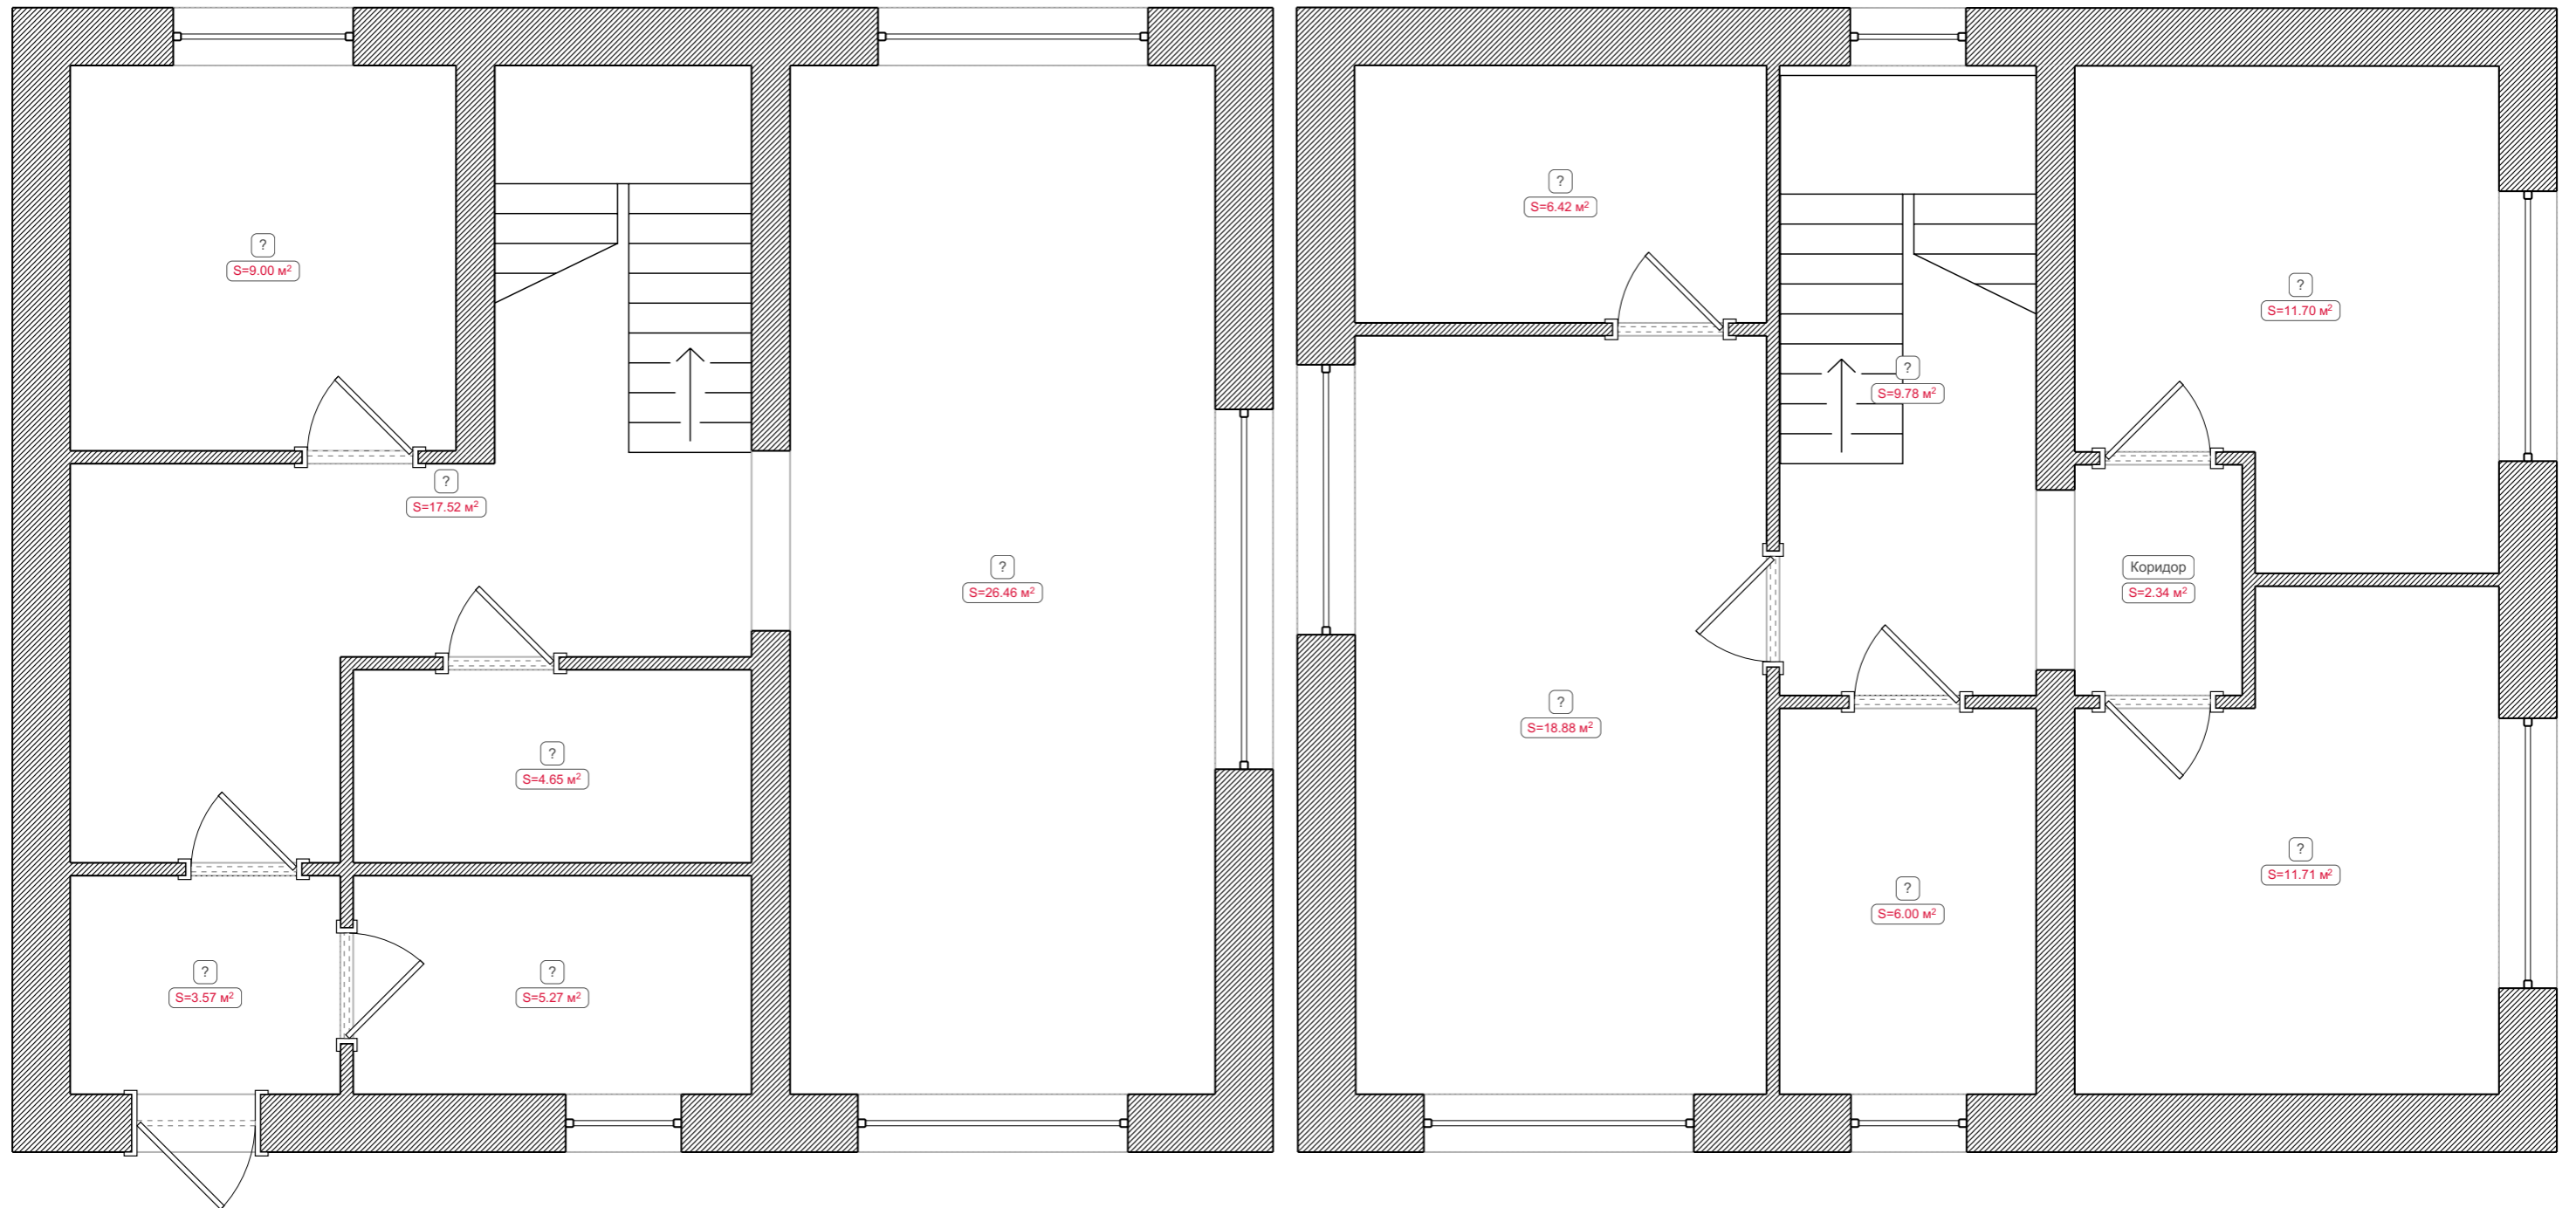 ?
S=9.00 м²
?
S=17.52 м²
?
S=26.46 м²
?
S=4.65 м²
?
S=3.57 м²
?
S=5.27 м²
?
S=6.42 м²
?
S=11.70 м²
?
S=9.78 м²
Коридор
S=2.34 м²
?
S=18.88 м²
?
S=6.00 м²
?
S=11.71 м²